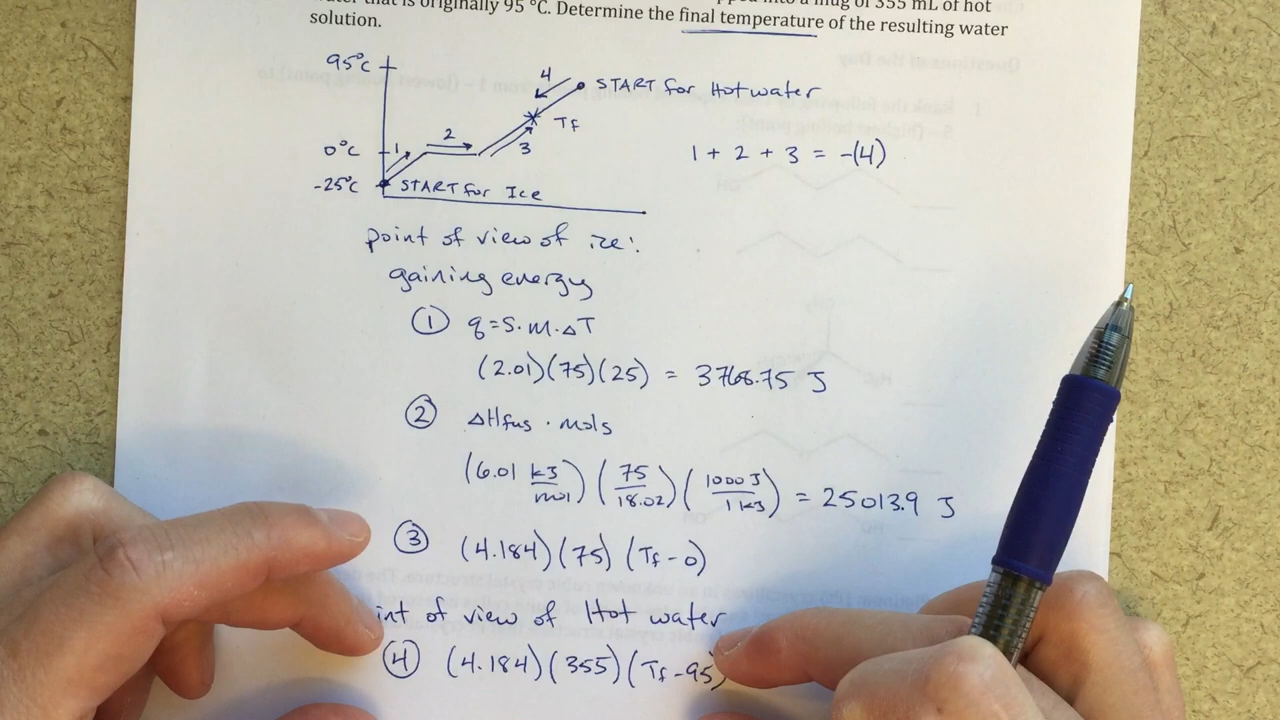 originally 95 °C. Determine the final temperature of the resulting water
solution.
95°C
4
START for Hot water
Tf
2
0°C
1
3
1 + 2 + 3 = -(4)
-25°C
START for Ice
point of view of ice:
gaining energy
① q=S·m·ΔT
(2.01)(75)(25) = 3768.75 J
② ΔHfus · mols
(6.01 kJ/mol) (75/18.02) (1000 J/1 kJ) = 25013.9 J
③ (4.184)(75)(Tf-0)
int of view of Hot water
④ (4.184)(355)(Tf-95)